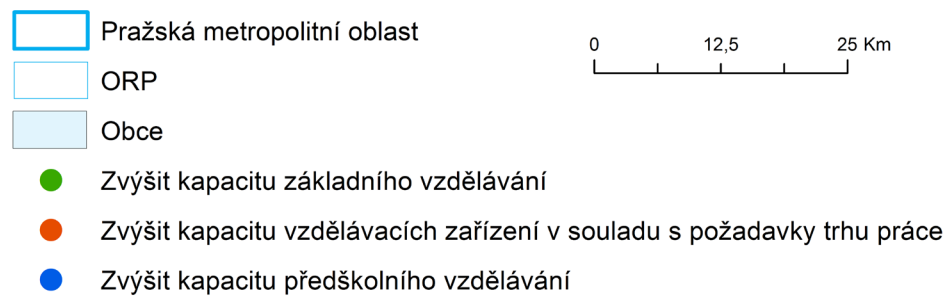 Pražská metropolitní oblast
0 12,5 25 Km
ORP
Obce
Zvýšit kapacitu základního vzdělávání
Zvýšit kapacitu vzdělávacích zařízení v souladu s požadavky trhu práce
Zvýšit kapacitu předškolního vzdělávání